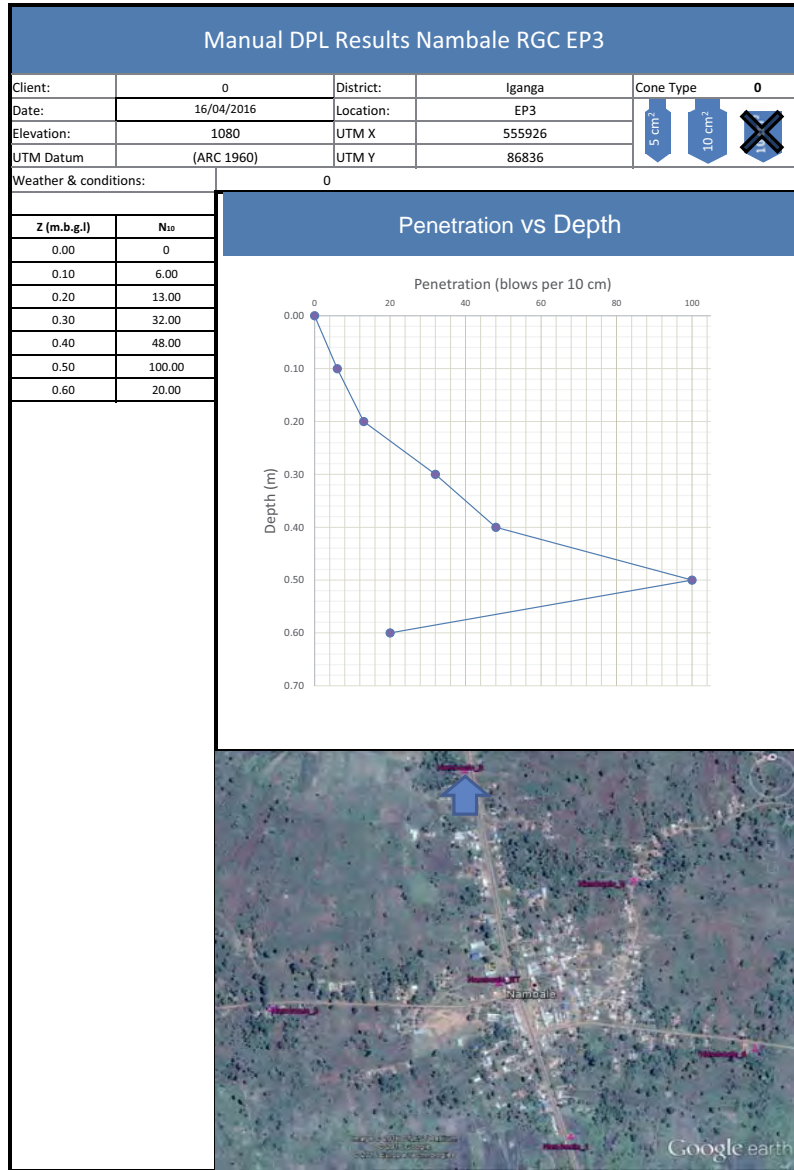 Manual DPL Results Nambale RGC EP3
Client: 0 District: Iganga Cone Type 0
Date: 16/04/2016 Location: EP3
Elevation: 1080 UTM X 555926
UTM Datum (ARC 1960) UTM Y 86836
5 cm²
10 cm²
Weather & conditions: 0
Z (m.b.g.l) N₁₀
0.00 0
0.10 6.00
0.20 13.00
0.30 32.00
0.40 48.00
0.50 100.00
0.60 20.00
Penetration vs Depth
Penetration (blows per 10 cm)
0 20 40 60 80 100
0.00
0.10
0.20
0.30
0.40
0.50
0.60
0.70
Depth (m)
Nambale
Google earth